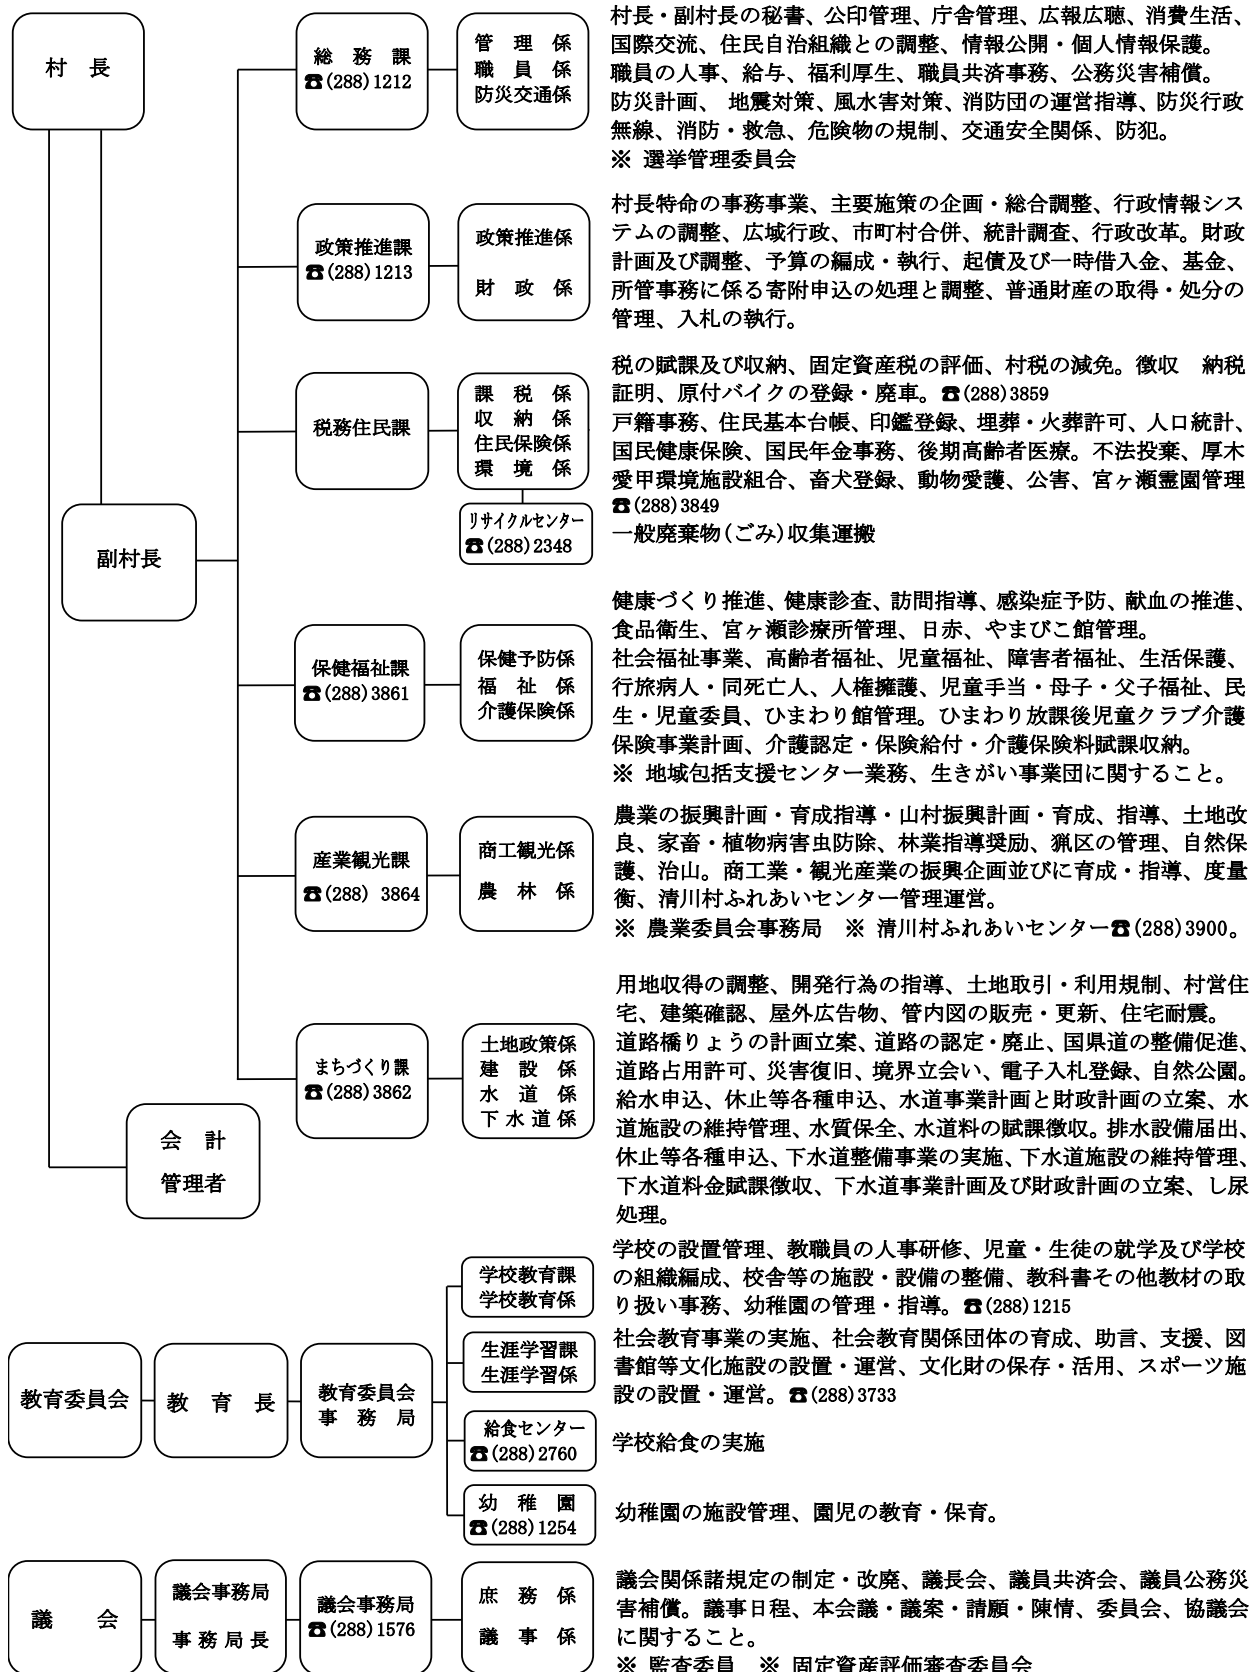 村　長
総　務　課
☎(288)1212
管　理　係
職　員　係
防災交通係
村長・副村長の秘書、公印管理、庁舎管理、広報広聴、消費生活、
国際交流、住民自治組織との調整、情報公開・個人情報保護。
職員の人事、給与、福利厚生、職員共済事務、公務災害補償。
防災計画、 地震対策、風水害対策、消防団の運営指導、防災行政
無線、消防・救急、危険物の規制、交通安全関係、防犯。
※ 選挙管理委員会
政策推進課
☎(288)1213
政策推進係
財　政　係
村長特命の事務事業、主要施策の企画・総合調整、行政情報シス
テムの調整、広域行政、市町村合併、統計調査、行政改革。財政
計画及び調整、予算の編成・執行、起債及び一時借入金、基金、
所管事務に係る寄附申込の処理と調整、普通財産の取得・処分の
管理、入札の執行。
税務住民課
課　税　係
収　納　係
住民保険係
環　境　係
リサイクルセンター
☎(288)2348
税の賦課及び収納、固定資産税の評価、村税の減免。徴収　納税
証明、原付バイクの登録・廃車。☎(288)3859
戸籍事務、住民基本台帳、印鑑登録、埋葬・火葬許可、人口統計、
国民健康保険、国民年金事務、後期高齢者医療。不法投棄、厚木
愛甲環境施設組合、畜犬登録、動物愛護、公害、宮ヶ瀬霊園管理
☎(288)3849
一般廃棄物(ごみ)収集運搬
副村長
保健福祉課
☎(288)3861
保健予防係
福　祉　係
介護保険係
健康づくり推進、健康診査、訪問指導、感染症予防、献血の推進、
食品衛生、宮ヶ瀬診療所管理、日赤、やまびこ館管理。
社会福祉事業、高齢者福祉、児童福祉、障害者福祉、生活保護、
行旅病人・同死亡人、人権擁護、児童手当・母子・父子福祉、民
生・児童委員、ひまわり館管理。ひまわり放課後児童クラブ介護
保険事業計画、介護認定・保険給付・介護保険料賦課収納。
※ 地域包括支援センター業務、生きがい事業団に関すること。
産業観光課
☎(288) 3864
商工観光係
農　林　係
農業の振興計画・育成指導・山村振興計画・育成、指導、土地改
良、家畜・植物病害虫防除、林業指導奨励、猟区の管理、自然保
護、治山。商工業・観光産業の振興企画並びに育成・指導、度量
衡、清川村ふれあいセンター管理運営。
※ 農業委員会事務局　※ 清川村ふれあいセンター☎(288)3900。
まちづくり課
☎(288)3862
土地政策係
建　設　係
水　道　係
下 水 道 係
用地収得の調整、開発行為の指導、土地取引・利用規制、村営住
宅、建築確認、屋外広告物、管内図の販売・更新、住宅耐震。
道路橋りょうの計画立案、道路の認定・廃止、国県道の整備促進、
道路占用許可、災害復旧、境界立会い、電子入札登録、自然公園。
給水申込、休止等各種申込、水道事業計画と財政計画の立案、水
道施設の維持管理、水質保全、水道料の賦課徴収。排水設備届出、
休止等各種申込、下水道整備事業の実施、下水道施設の維持管理、
下水道料金賦課徴収、下水道事業計画及び財政計画の立案、し尿
処理。
会　計
管理者
教育委員会
教　育　長
教育委員会
事　務　局
学校教育課
学校教育係
学校の設置管理、教職員の人事研修、児童・生徒の就学及び学校
の組織編成、校舎等の施設・設備の整備、教科書その他教材の取
り扱い事務、幼稚園の管理・指導。☎(288)1215
生涯学習課
生涯学習係
社会教育事業の実施、社会教育関係団体の育成、助言、支援、図
書館等文化施設の設置・運営、文化財の保存・活用、スポーツ施
設の設置・運営。☎(288)3733
給食センター
☎(288)2760
学校給食の実施
幼　稚　園
☎(288)1254
幼稚園の施設管理、園児の教育・保育。
議　会
議会事務局
事 務 局 長
議会事務局
☎(288)1576
庶　務　係
議　事　係
議会関係諸規定の制定・改廃、議長会、議員共済会、議員公務災
害補償。議事日程、本会議・議案・請願・陳情、委員会、協議会
に関すること。
※ 監査委員　※ 固定資産評価審査委員会